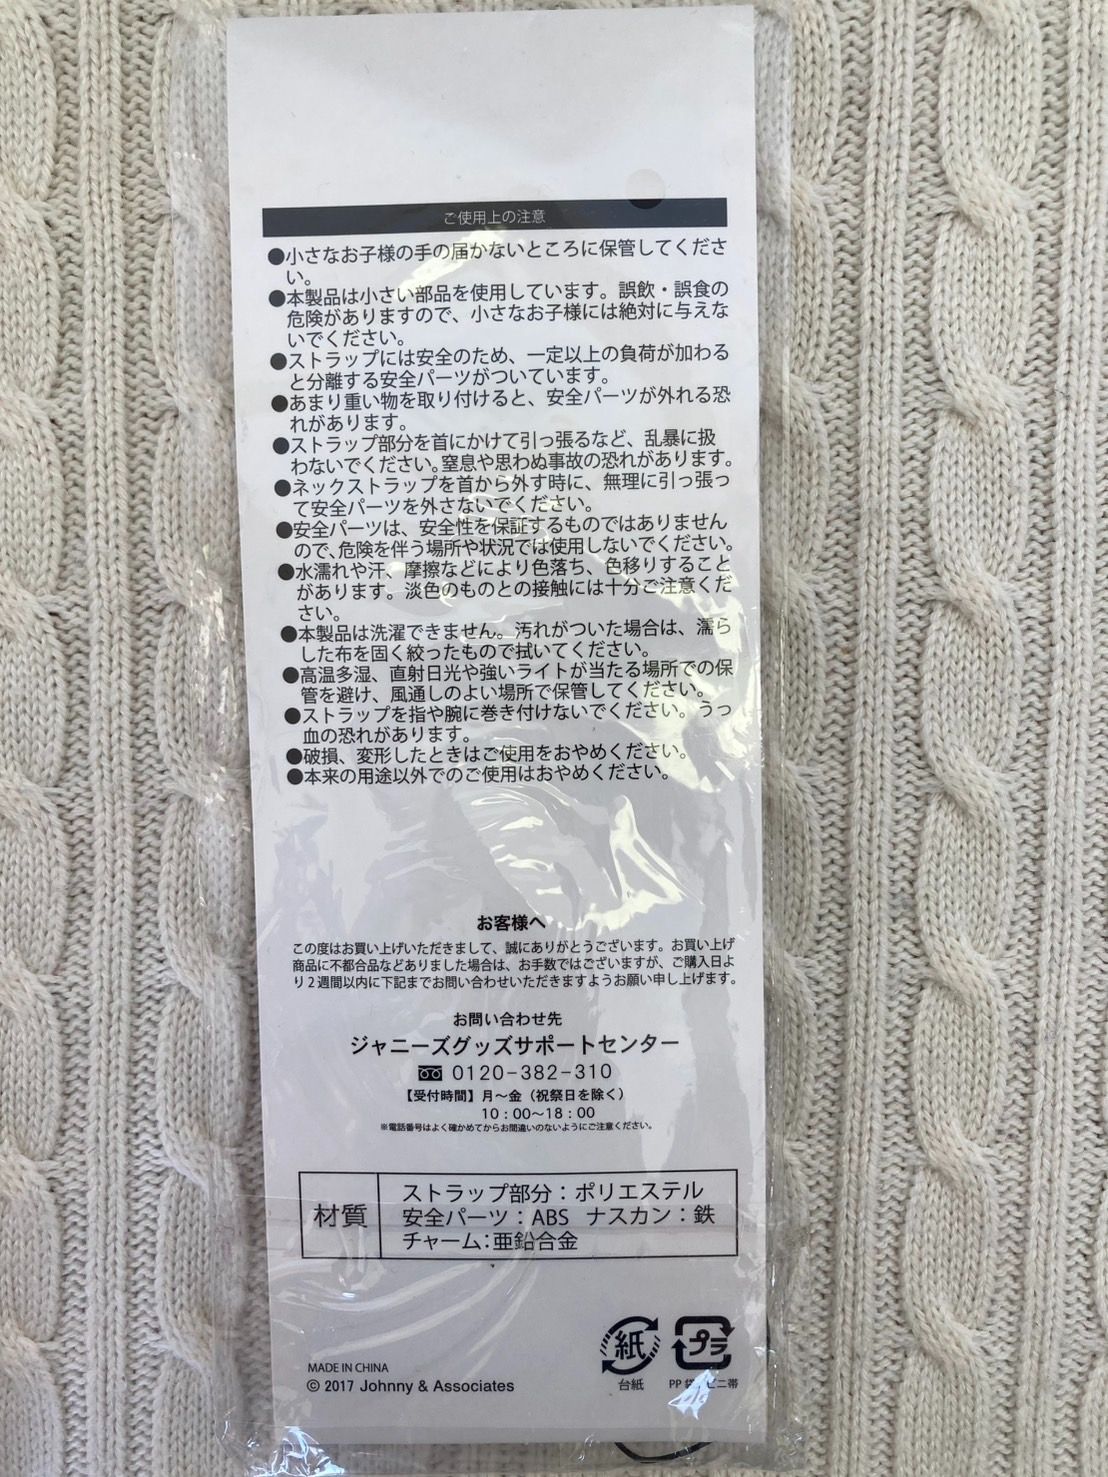 ご使用上の注意
●小さなお子様の手の届かないところに保管してくださ
い。
●本製品は小さい部品を使用しています。誤飲・誤食の
危険がありますので、小さなお子様には絶対に与えな
いでください。
●ストラップには安全のため、一定以上の負荷が加わる
と分離する安全パーツがついています。
●あまり重い物を取り付けると、安全パーツが外れる恐
れがあります。
●ストラップ部分を首にかけて引っ張るなど、乱暴に扱
わないでください。窒息や思わぬ事故の恐れがあります。
●ネックストラップを首から外す時に、無理に引っ張っ
て安全パーツを外さないでください。
●安全パーツは、安全性を保証するものではありません
ので、危険を伴う場所や状況では使用しないでください。
●水濡れや汗、摩擦などにより色落ち、色移りすること
があります。淡色のものとの接触には十分ご注意くだ
さい。
●本製品は洗濯できません。汚れがついた場合は、濡ら
した布を固く絞ったもので拭いてください。
●高温多湿、直射日光や強いライトが当たる場所での保
管を避け、風通しのよい場所で保管してください。
●ストラップを指や腕に巻き付けないでください。うっ
血の恐れがあります。
●破損、変形したときはご使用をおやめください。
●本来の用途以外でのご使用はおやめください。
お客様へ
この度はお買い上げいただきまして、誠にありがとうございます。お買い上げ
商品に不都合品などありました場合は、お手数ではございますが、ご購入日よ
り2週間以内に下記までお問い合わせいただきますようお願い申し上げます。
お問い合わせ先
ジャニーズグッズサポートセンター
0120-382-310
【受付時間】月〜金（祝祭日を除く）
10：00〜18：00
※電話番号はよく確かめてからお間違いのないようにご注意ください。
材質
ストラップ部分：ポリエステル
安全パーツ：ABS ナスカン：鉄
チャーム：亜鉛合金
紙 プラ
台紙 PP袋 ビニ帯
MADE IN CHINA
© 2017 Johnny & Associates